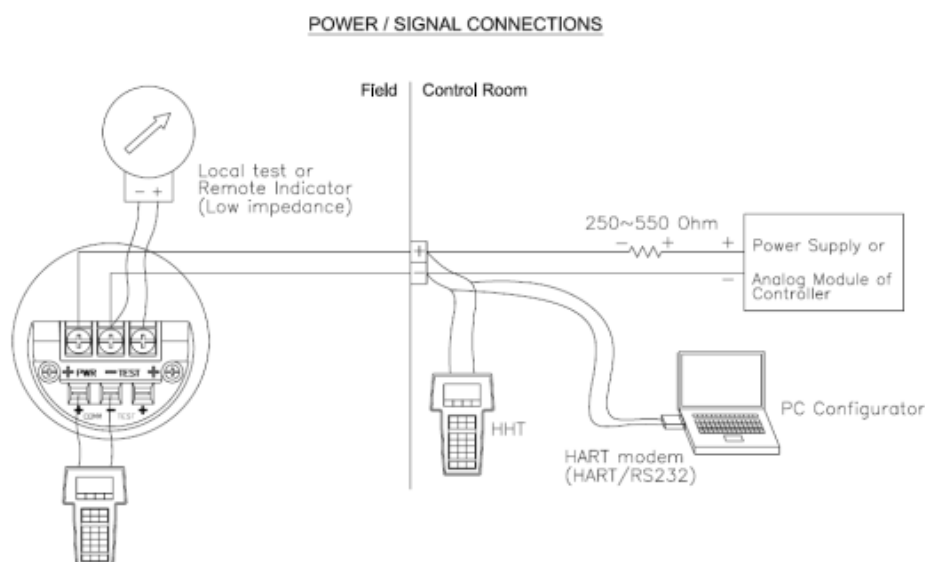 POWER / SIGNAL CONNECTIONS
Field
Control Room
Local test or
Remote Indicator
(Low impedance)
- +
250~550 Ohm
- +
+
-
Power Supply or
Analog Module of
Controller
+
-
+ PWR - TEST +
+ COMM - TEST +
HHT
HART modem
(HART/RS232)
PC Configurator